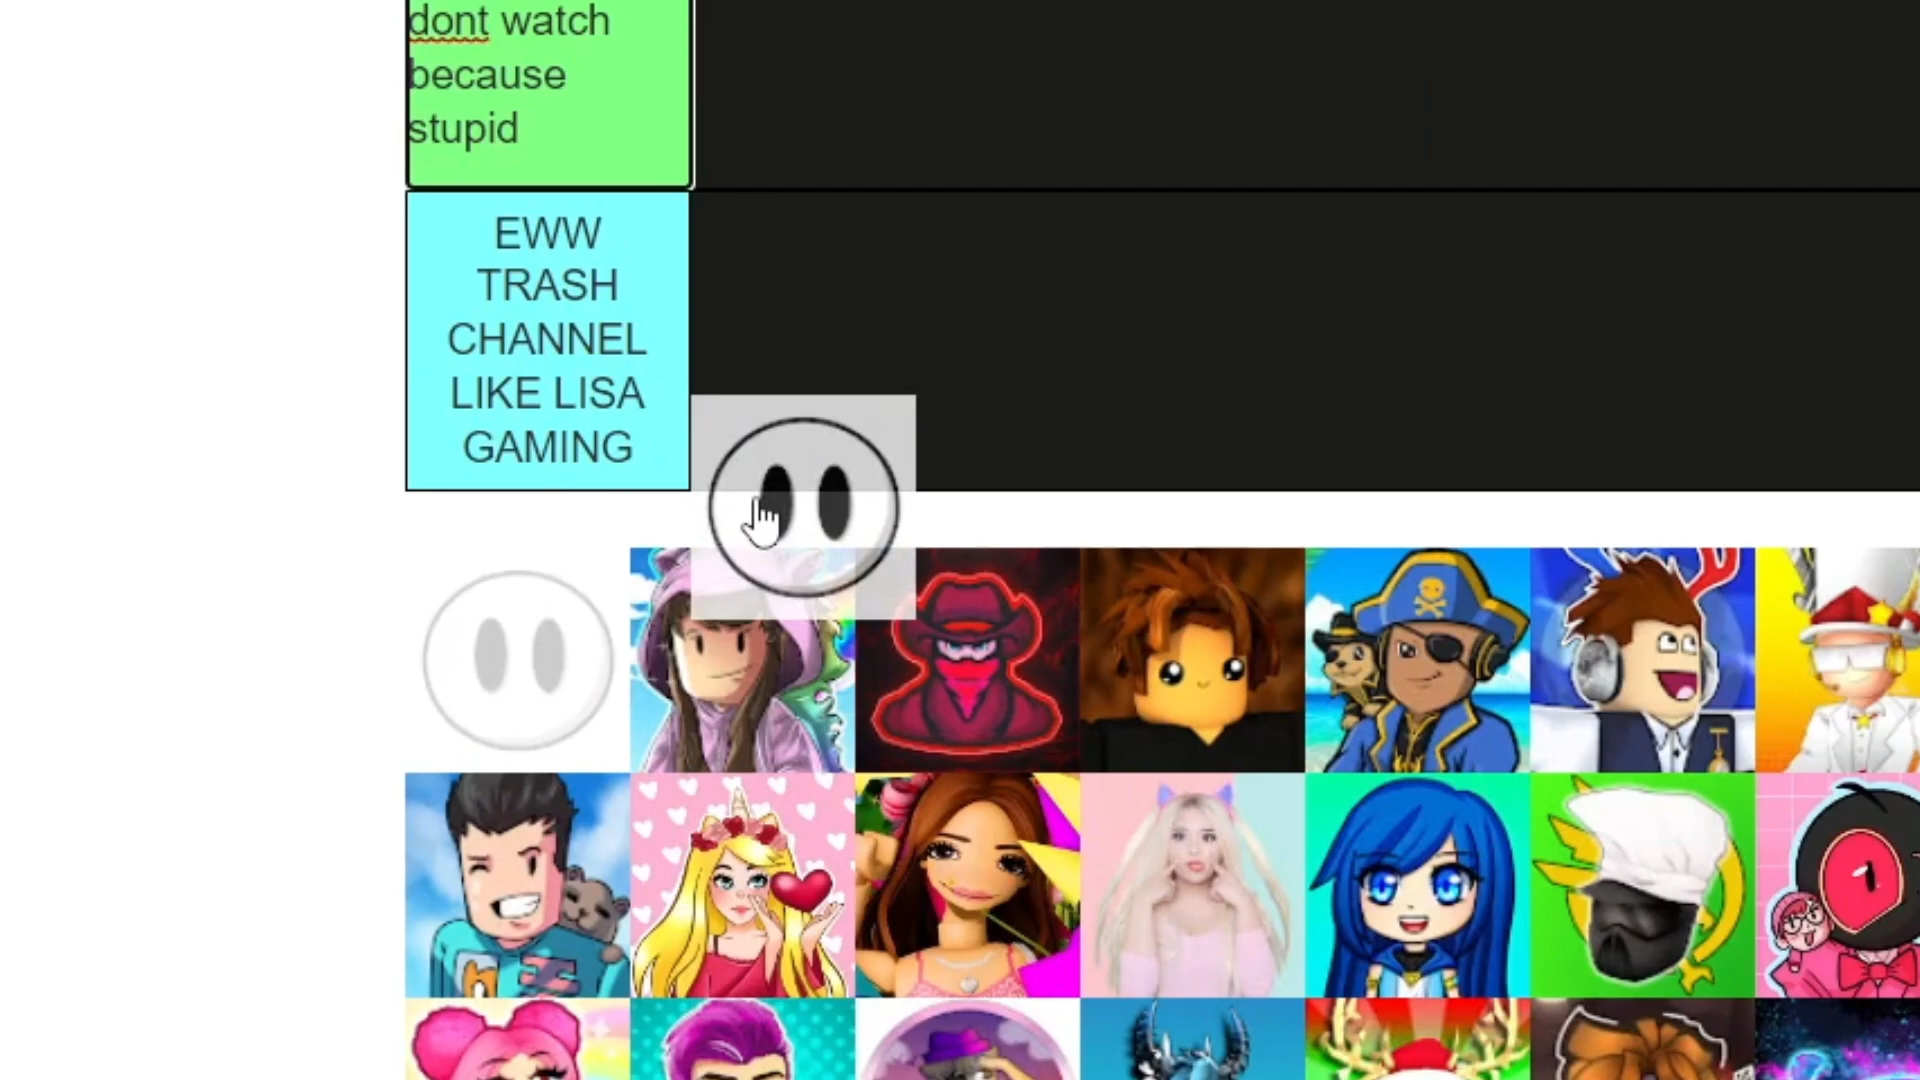 dont watch
because
stupid
EWW
TRASH
CHANNEL
LIKE LISA
GAMING